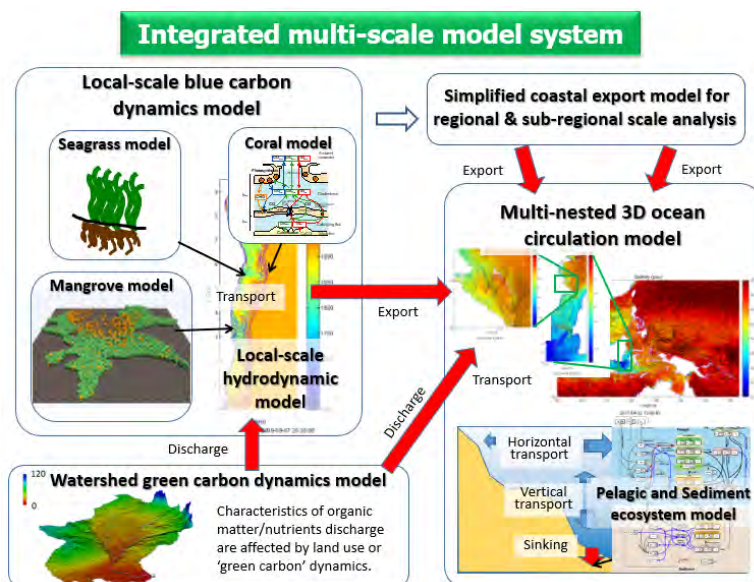 Integrated multi-scale model system
Local-scale blue carbon
dynamics model
Seagrass model
Coral model
Mangrove model
Transport
Local-scale
hydrodynamic
model
Simplified coastal export model for
regional & sub-regional scale analysis
Export
Export
Export
Multi-nested 3D ocean
circulation model
Transport
Discharge
Discharge
Watershed green carbon dynamics model
120
0
Characteristics of organic
matter/nutrients discharge
are affected by land use or
'green carbon' dynamics.
Horizontal
transport
Vertical
transport
Sinking
Pelagic and Sediment
ecosystem model